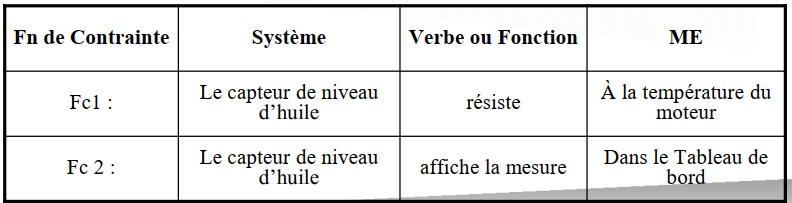 Fn de Contrainte Système Verbe ou Fonction ME
Fc1 : Le capteur de niveau d’huile résiste À la température du moteur
Fc 2 : Le capteur de niveau d’huile affiche la mesure Dans le Tableau de bord